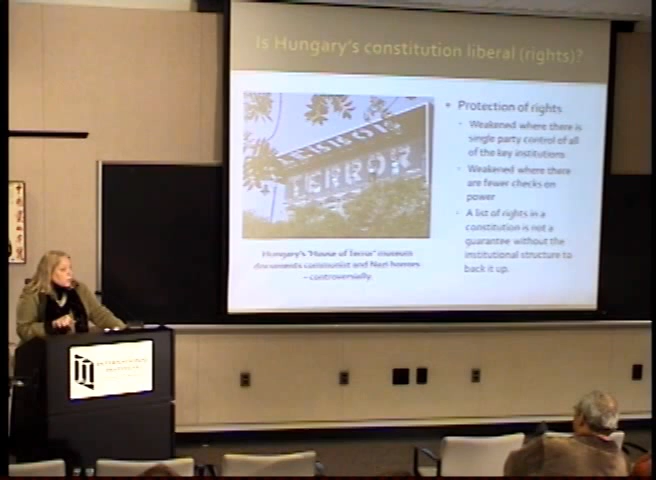 Is Hungary's constitution liberal (rights)?
TERROR
TERROR
Hungary's "House of Terror" museum
documents communist and Nazi horrors
– controversially.
• Protection of rights
• Weakened where there is
single party control of all
of the key institutions
• Weakened where there
are fewer checks on
power
• A list of rights in a
constitution is not a
guarantee without the
institutional structure to
back it up.
INTERNATIONAL
INSTITUTE